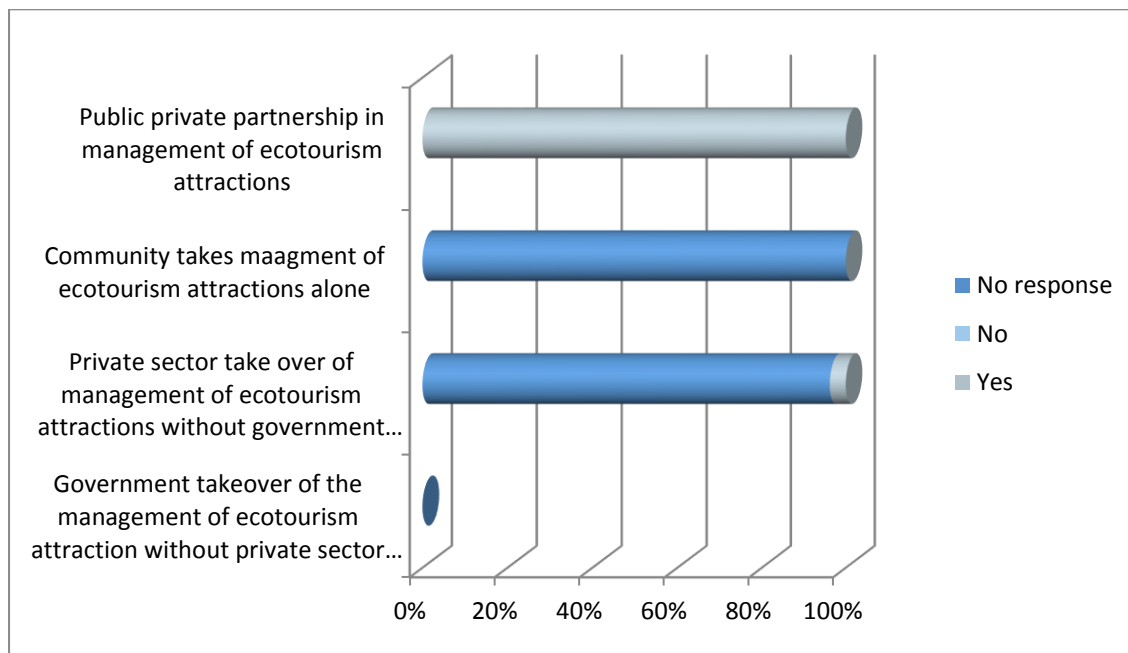 Public private partnership in
management of ecotourism
attractions
Community takes maagment of
ecotourism attractions alone
Private sector take over of
management of ecotourism
attractions without government...
Government takeover of the
management of ecotourism
attraction without private sector...
No response
No
Yes
0% 20% 40% 60% 80% 100%